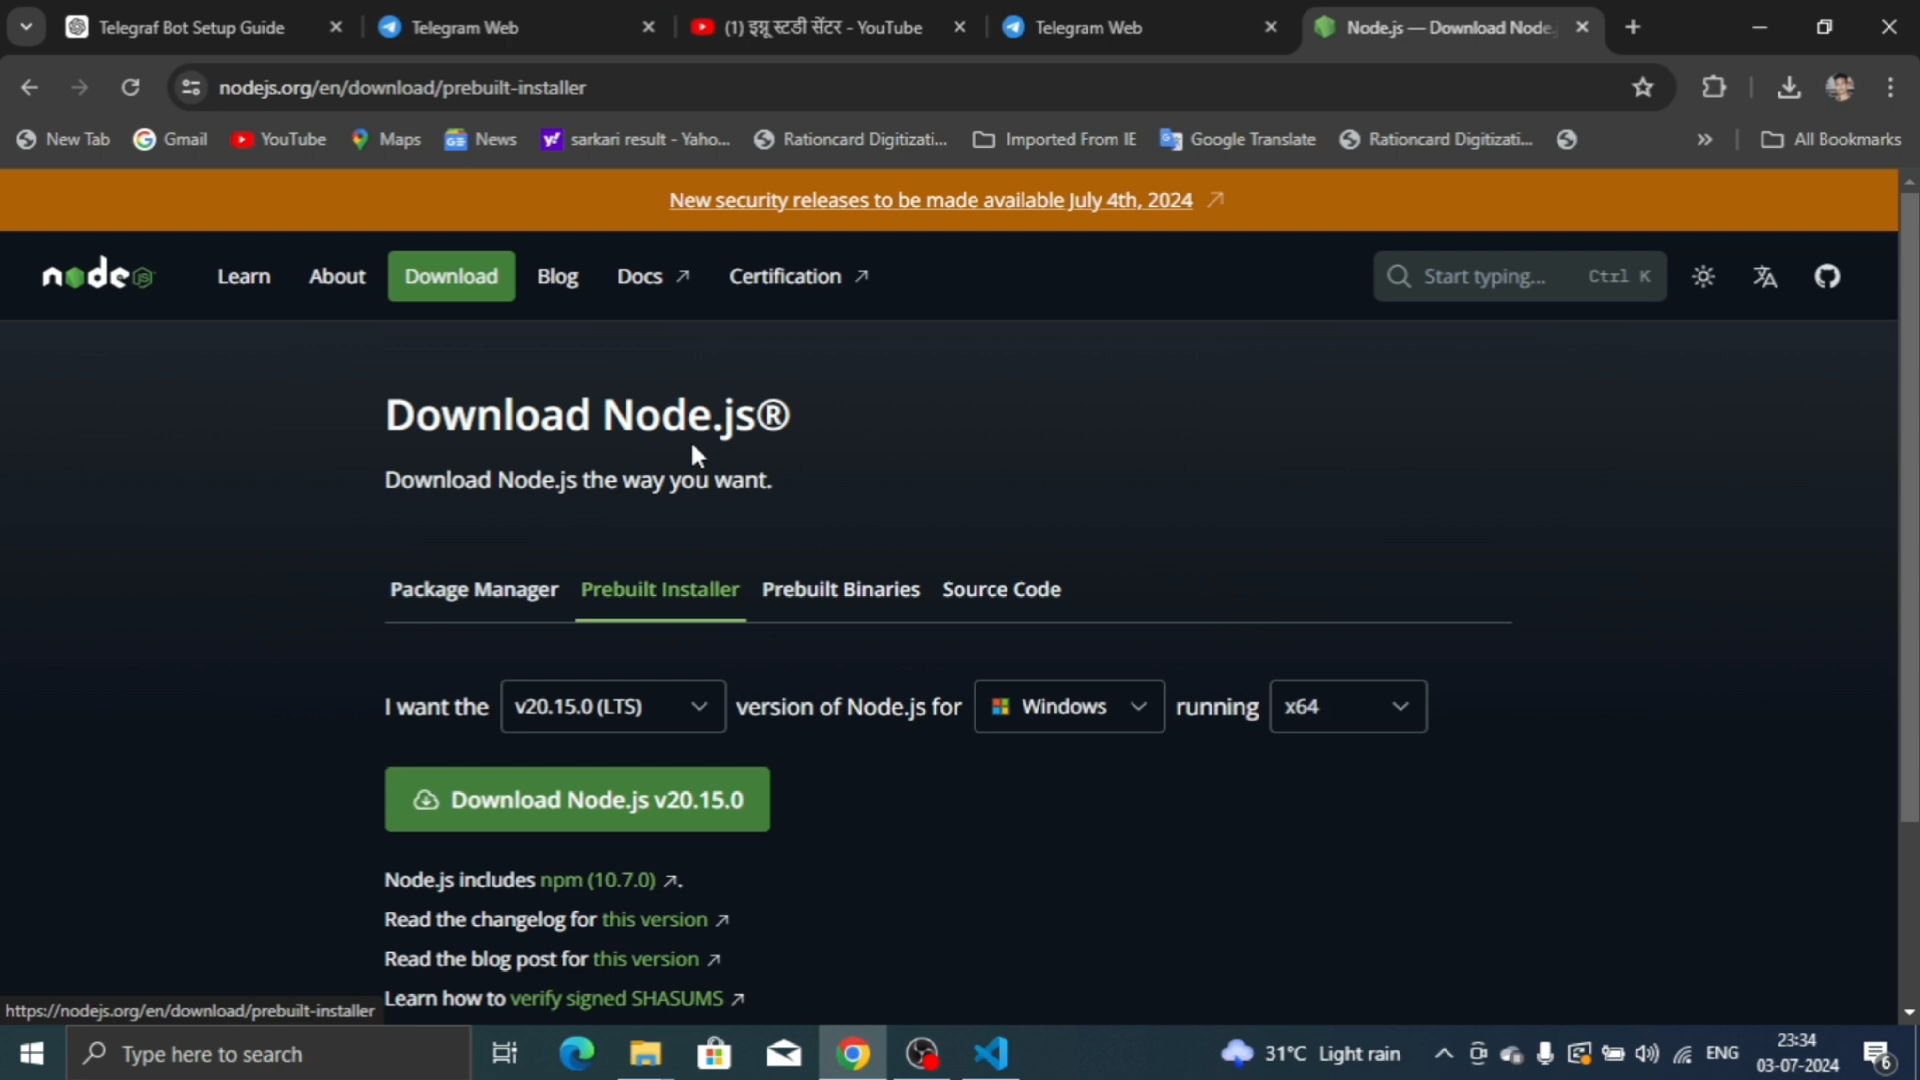 Telegraf Bot Setup Guide
Telegram Web
(1) इग्नू स्टडी सेंटर - YouTube
Telegram Web
Node.js — Download Node.
nodejs.org/en/download/prebuilt-installer
New Tab
Gmail
YouTube
Maps
News
sarkari result - Yaho...
Rationcard Digitizati...
Imported From IE
Google Translate
Rationcard Digitizati...
»
All Bookmarks
New security releases to be made available July 4th, 2024
node
Learn
About
Download
Blog
Docs
Certification
Start typing...
Ctrl K
Download Node.js®
Download Node.js the way you want.
Package Manager
Prebuilt Installer
Prebuilt Binaries
Source Code
I want the v20.15.0 (LTS) version of Node.js for Windows running x64
Download Node.js v20.15.0
Node.js includes npm (10.7.0).
Read the changelog for this version
Read the blog post for this version
Learn how to verify signed SHASUMS
https://nodejs.org/en/download/prebuilt-installer
Type here to search
31°C Light rain
ENG
23:34
03-07-2024
6